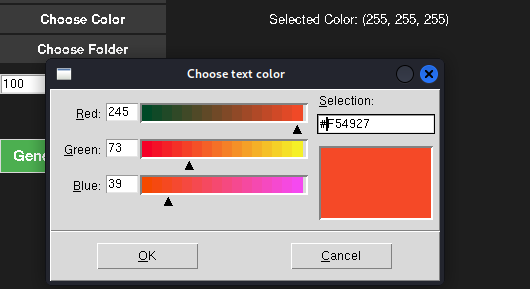 Choose Color
Selected Color: (255, 255, 255)
Choose Folder
100
Gene
Choose text color
Red: 245
Selection:
#F54927
Green: 73
Blue: 39
OK
Cancel